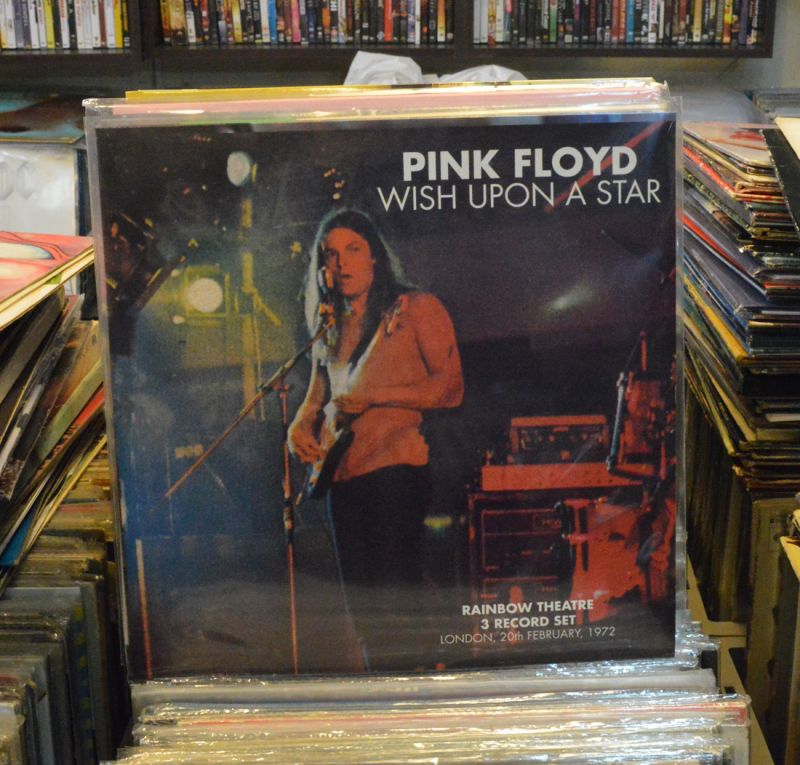 PINK FLOYD
WISH UPON A STAR
RAINBOW THEATRE
3 RECORD SET
LONDON, 20th FEBRUARY, 1972